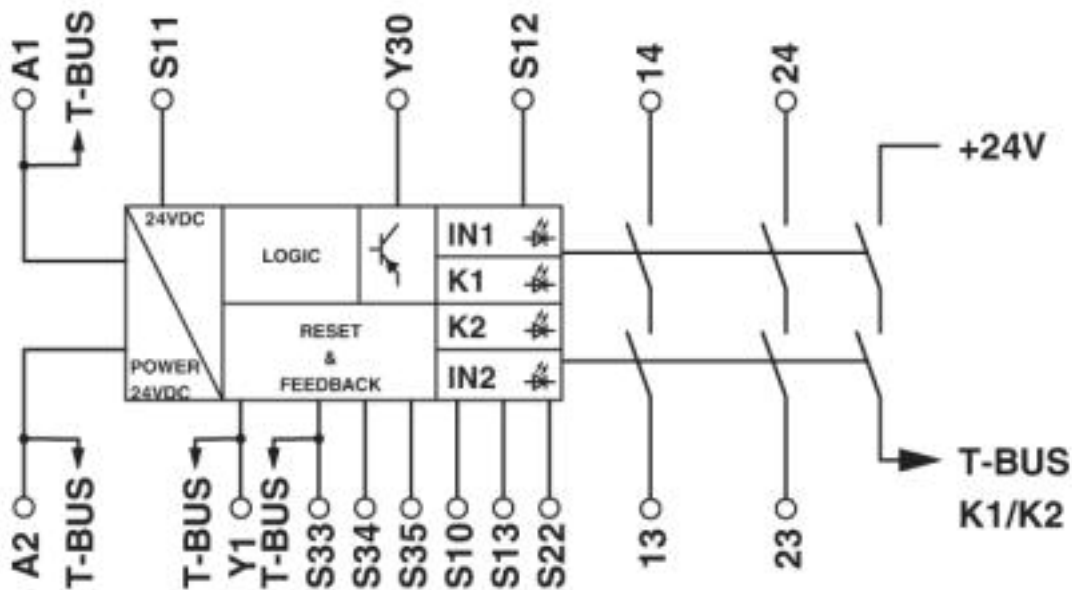 A1
T-BUS
S11
Y30
S12
14
24
+24V
24VDC
LOGIC
IN1
K1
RESET
&
FEEDBACK
K2
IN2
POWER
24VDC
A2
T-BUS
T-BUS
Y1
T-BUS
S33
S34
S35
S10
S13
S22
13
23
T-BUS
K1/K2